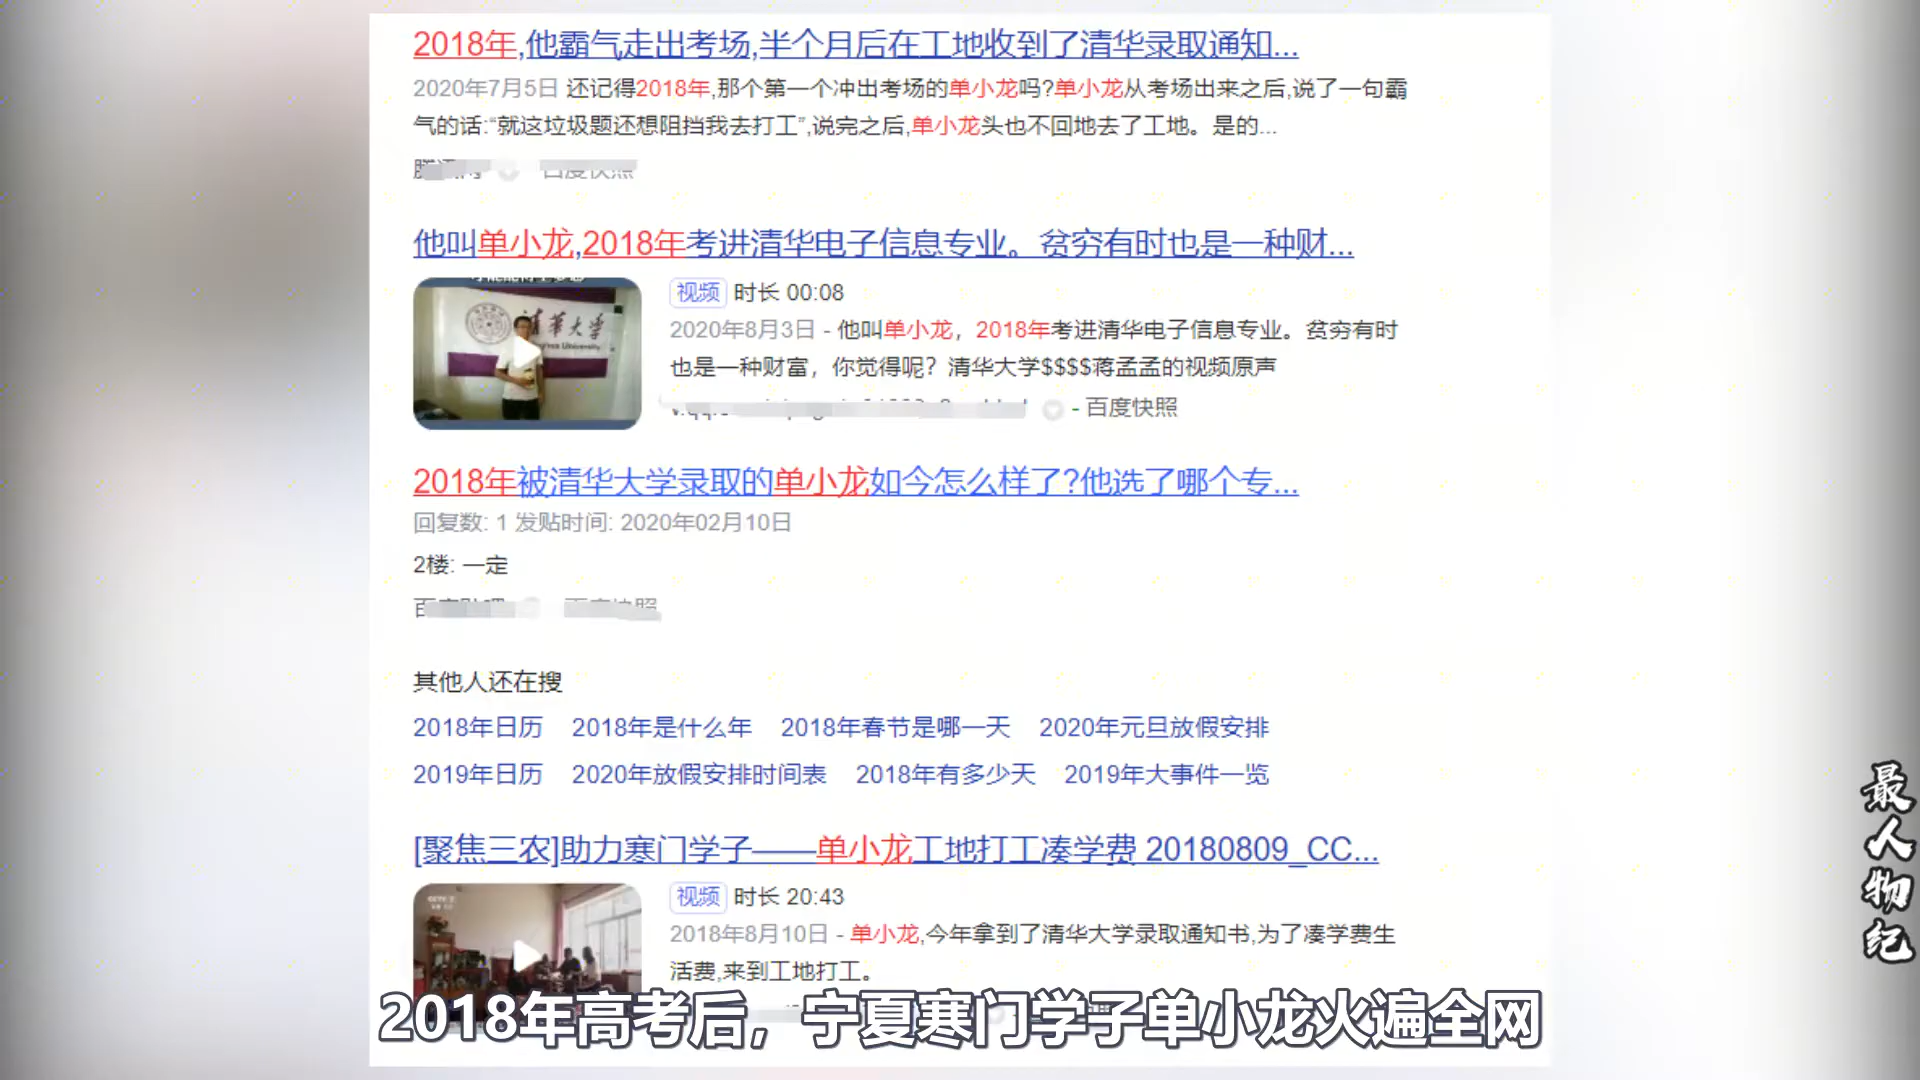 2018年,他霸气走出考场,半个月后在工地收到了清华录取通知...
2020年7月5日 还记得2018年,那个第一个冲出考场的单小龙吗?单小龙从考场出来之后,说了一句霸
气的话:“就这垃圾题还想阻挡我去打工”,说完之后,单小龙头也不回地去了工地。是的...
百度快照
他叫单小龙,2018年考进清华电子信息专业。贫穷有时也是一种财...
清華大学
视频 时长 00:08
2020年8月3日 - 他叫单小龙，2018年考进清华电子信息专业。贫穷有时
也是一种财富，你觉得呢？清华大学$$$$蒋孟孟的视频原声
- 百度快照
2018年被清华大学录取的单小龙如今怎么样了?他选了哪个专...
回复数: 1 发贴时间: 2020年02月10日
2楼: 一定
其他人还在搜
2018年日历 2018年是什么年 2018年春节是哪一天 2020年元旦放假安排
2019年日历 2020年放假安排时间表 2018年有多少天 2019年大事件一览
[聚焦三农]助力寒门学子——单小龙工地打工凑学费 20180809_CC...
视频 时长 20:43
2018年8月10日 - 单小龙,今年拿到了清华大学录取通知书,为了凑学费生
活费,来到工地打工。
2018年高考后，宁夏寒门学子单小龙火遍全网
最人物纪